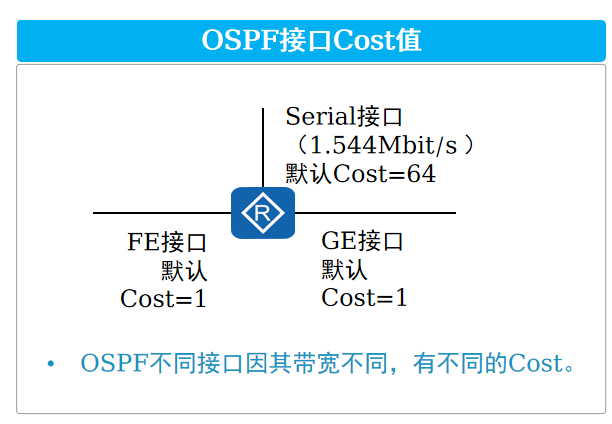 OSPF接口Cost值
Serial接口
（1.544Mbit/s ）
默认Cost=64
R
FE接口
默认
Cost=1
GE接口
默认
Cost=1
• OSPF不同接口因其带宽不同，有不同的Cost。